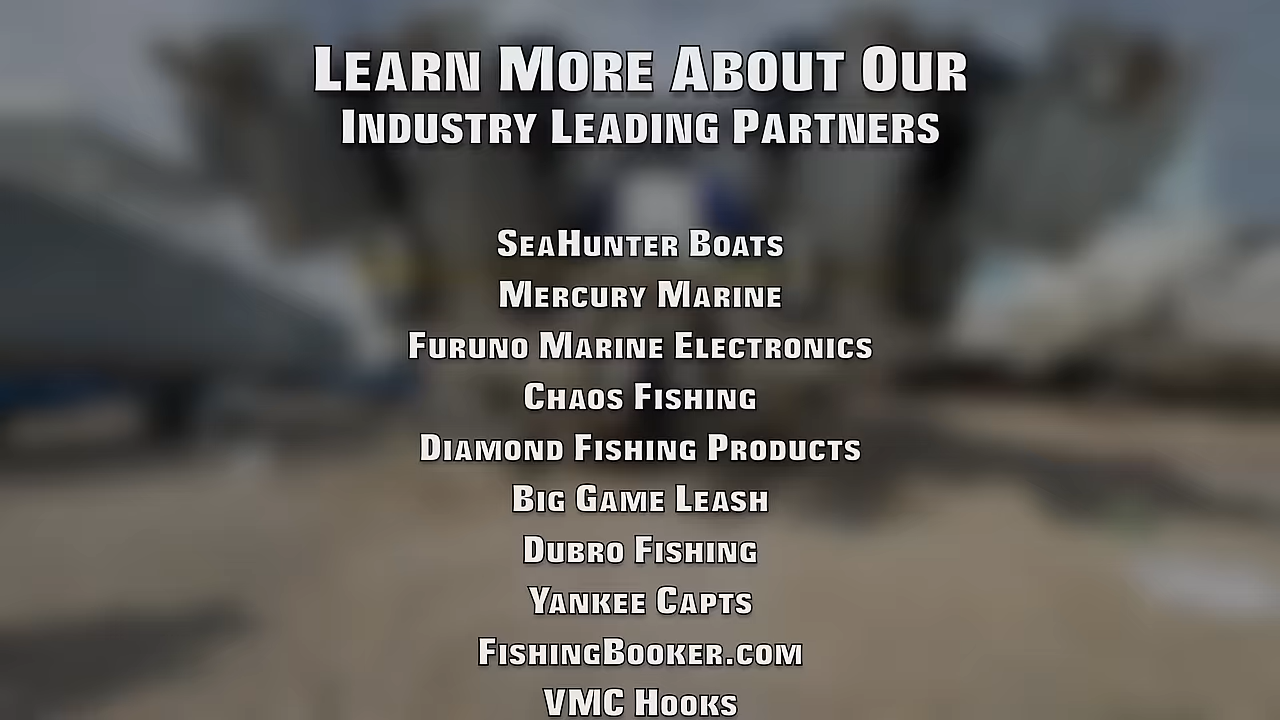 Learn More About Our
Industry Leading Partners
SeaHunter Boats
Mercury Marine
Furuno Marine Electronics
Chaos Fishing
Diamond Fishing Products
Big Game Leash
Dubro Fishing
Yankee Capts
FishingBooker.com
VMC Hooks